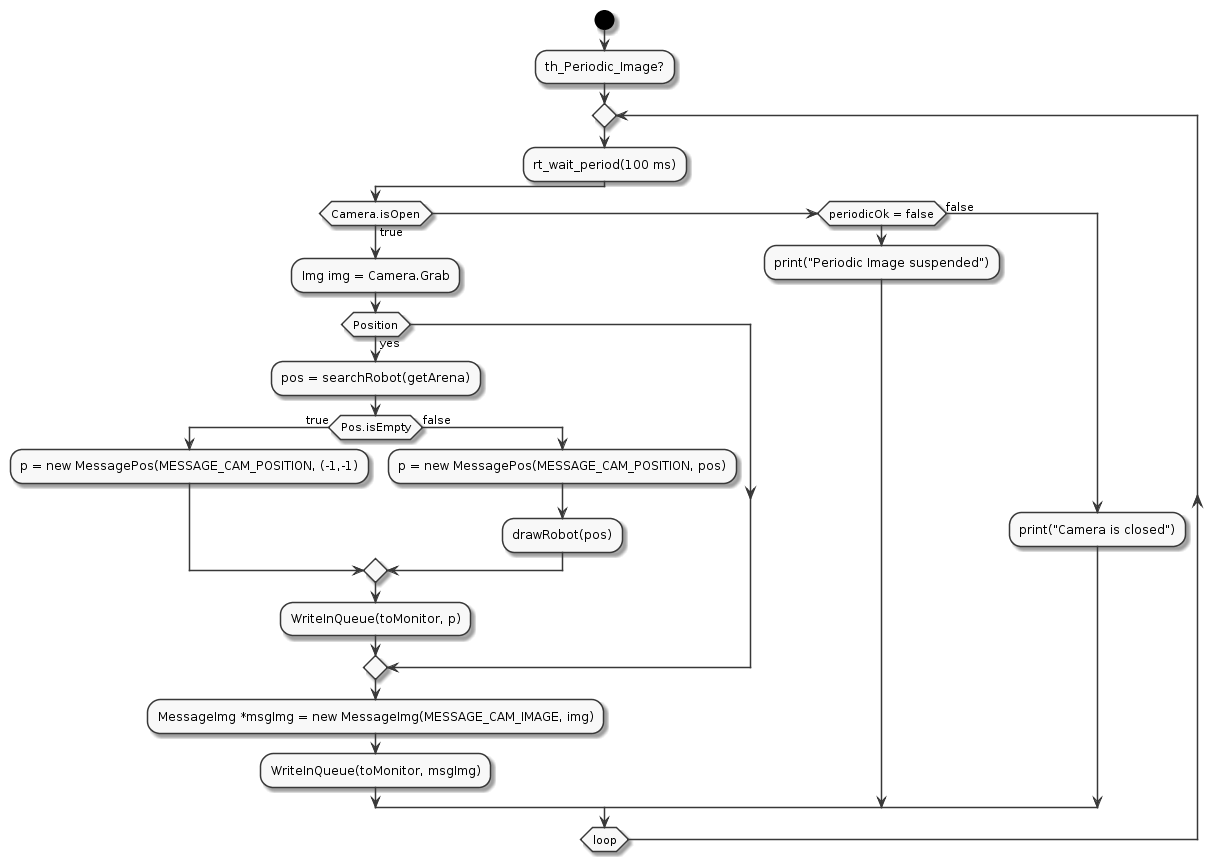 th_Periodic_Image?
rt_wait_period(100 ms)
Camera.isOpen
true
periodicOk = false
false
print("Periodic Image suspended")
Img img = Camera.Grab
Position
yes
pos = searchRobot(getArena)
true
Pos.isEmpty
false
p = new MessagePos(MESSAGE_CAM_POSITION, (-1,-1)
p = new MessagePos(MESSAGE_CAM_POSITION, pos)
drawRobot(pos)
print("Camera is closed")
WriteInQueue(toMonitor, p)
MessageImg *msgImg = new MessageImg(MESSAGE_CAM_IMAGE, img)
WriteInQueue(toMonitor, msgImg)
loop